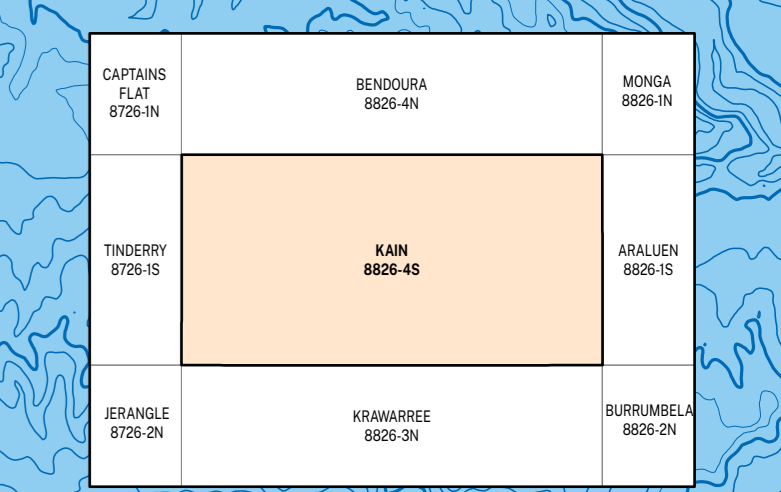 CAPTAINS
FLAT
8726-1N
BENDOURA
8826-4N
MONGA
8826-1N
TINDERRY
8726-1S
KAIN
8826-4S
ARALUEN
8826-1S
JERANGLE
8726-2N
KRAWARREE
8826-3N
BURRUMBELA
8826-2N